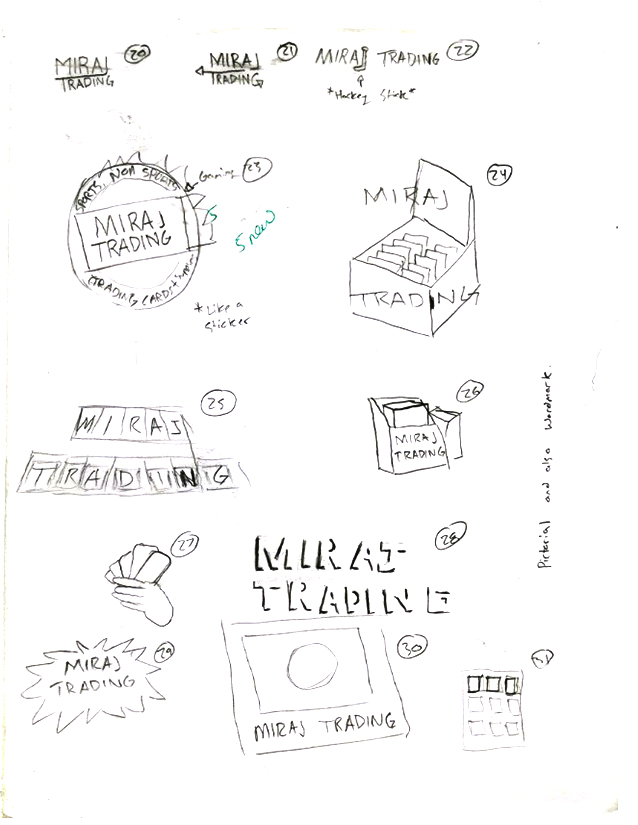 MIRAJ
TRADING
20
MIRAJ
TRADING
21
MIRAJ TRADING
22
*Hockey Stick*
SPORTS, NON SPORTS
Gaming
23
MIRAJ
TRADING
TRADING CARDS +
*Like a
Sticker
5 new
MIRAJ
TRADING
24
MIRAJ
TRADING
25
MIRAJ
TRADING
26
Pictorial and also Wordmark.
27
MIRAJ
TRADING
28
MIRAJ
TRADING
29
MIRAJ TRADING
30
31